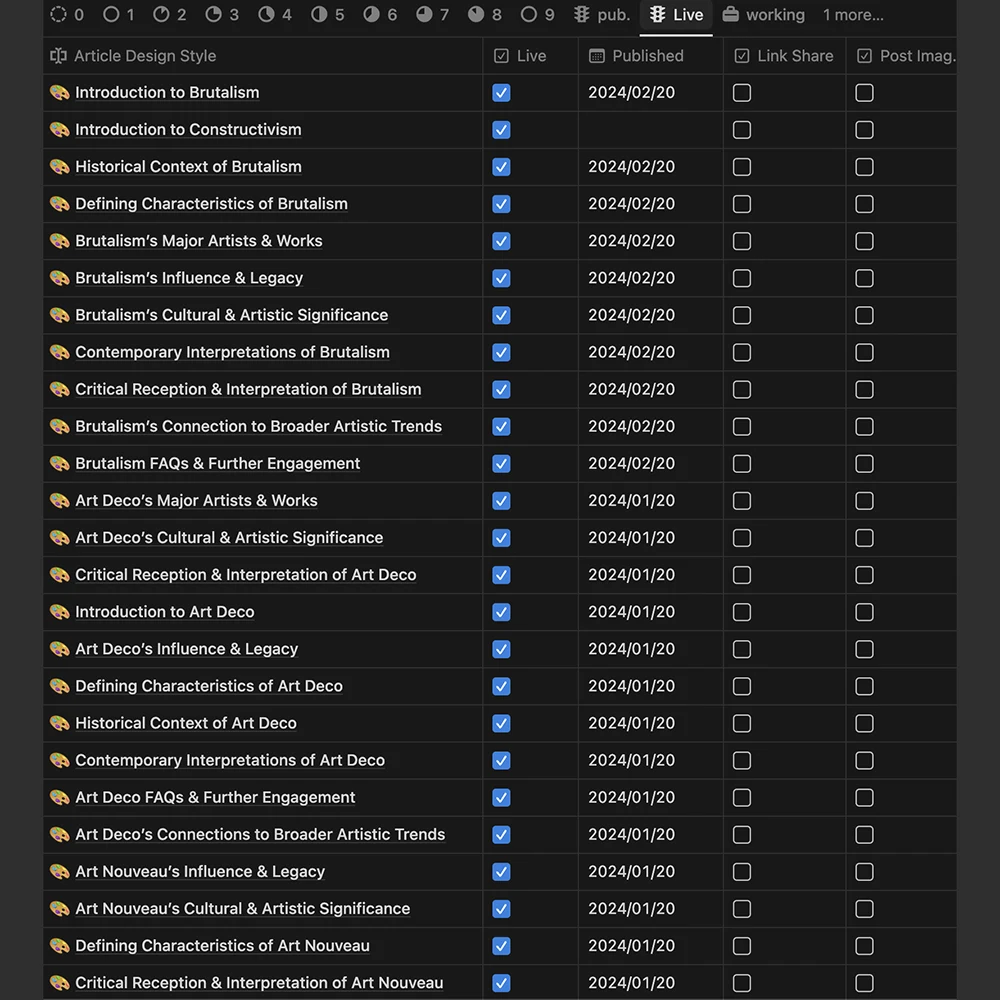 0 1 2 3 4 5 6 7 8 9 pub. Live working 1 more...
Article Design Style Live Published Link Share Post Imag.
Introduction to Brutalism 2024/02/20
Introduction to Constructivism
Historical Context of Brutalism 2024/02/20
Defining Characteristics of Brutalism 2024/02/20
Brutalism’s Major Artists & Works 2024/02/20
Brutalism’s Influence & Legacy 2024/02/20
Brutalism’s Cultural & Artistic Significance 2024/02/20
Contemporary Interpretations of Brutalism 2024/02/20
Critical Reception & Interpretation of Brutalism 2024/02/20
Brutalism’s Connection to Broader Artistic Trends 2024/02/20
Brutalism FAQs & Further Engagement 2024/02/20
Art Deco’s Major Artists & Works 2024/01/20
Art Deco’s Cultural & Artistic Significance 2024/01/20
Critical Reception & Interpretation of Art Deco 2024/01/20
Introduction to Art Deco 2024/01/20
Art Deco’s Influence & Legacy 2024/01/20
Defining Characteristics of Art Deco 2024/01/20
Historical Context of Art Deco 2024/01/20
Contemporary Interpretations of Art Deco 2024/01/20
Art Deco FAQs & Further Engagement 2024/01/20
Art Deco’s Connections to Broader Artistic Trends 2024/01/20
Art Nouveau’s Influence & Legacy 2024/01/20
Art Nouveau’s Cultural & Artistic Significance 2024/01/20
Defining Characteristics of Art Nouveau 2024/01/20
Critical Reception & Interpretation of Art Nouveau 2024/01/20